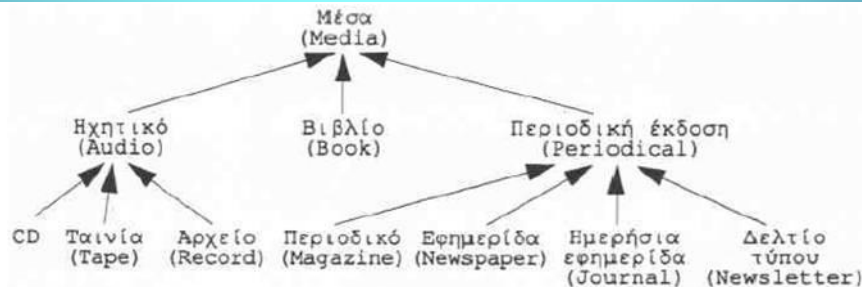 Μέσα
(Media)
Ηχητικό
(Audio)
Βιβλίο
(Book)
Περιοδική έκδοση
(Periodical)
CD
Ταινία
(Tape)
Αρχείο
(Record)
Περιοδικό
(Magazine)
Εφημερίδα
(Newspaper)
Ημερήσια
εφημερίδα
(Journal)
Δελτίο
τύπου
(Newsletter)